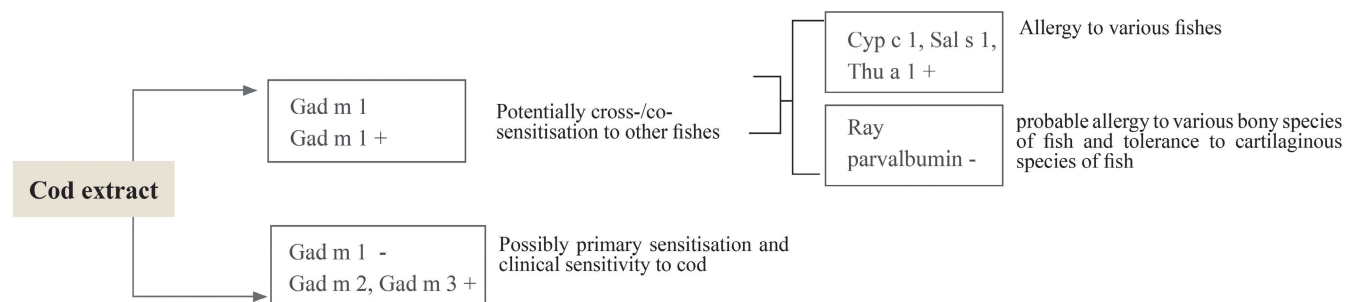 Cod extract
Gad m 1
Gad m 1 +
Potentially cross-/co-
sensitisation to other fishes
Cyp c 1, Sal s 1,
Thu a 1 +
Allergy to various fishes
Ray
parvalbumin -
probable allergy to various bony species
of fish and tolerance to cartilaginous
species of fish
Gad m 1 -
Gad m 2, Gad m 3 +
Possibly primary sensitisation and
clinical sensitivity to cod